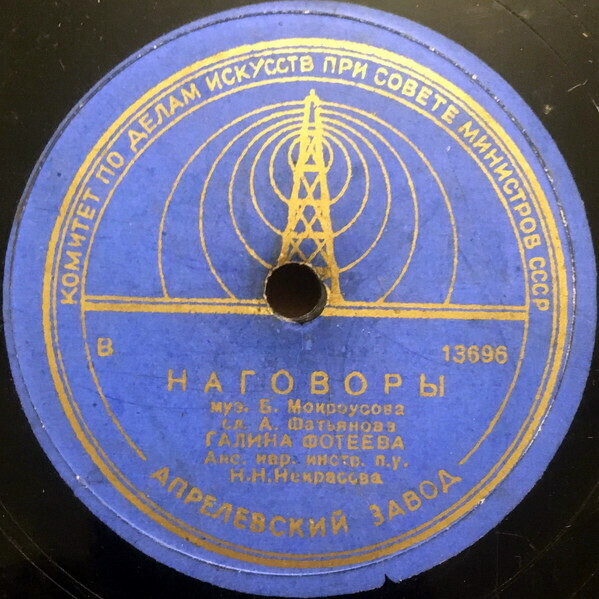 КОМИТЕТ ПО ДЕЛАМ ИСКУССТВ ПРИ СОВЕТЕ МИНИСТРОВ СССР
В 13696
НАГОВОРЫ
муз. Б. Мокроусова
сл. А. Фатьянова
ГАЛИНА ФОТЕЕВА
Анс. нар. инстр. п.у.
Н.Н.Некрасова
АПРЕЛЕВСКИЙ ЗАВОД